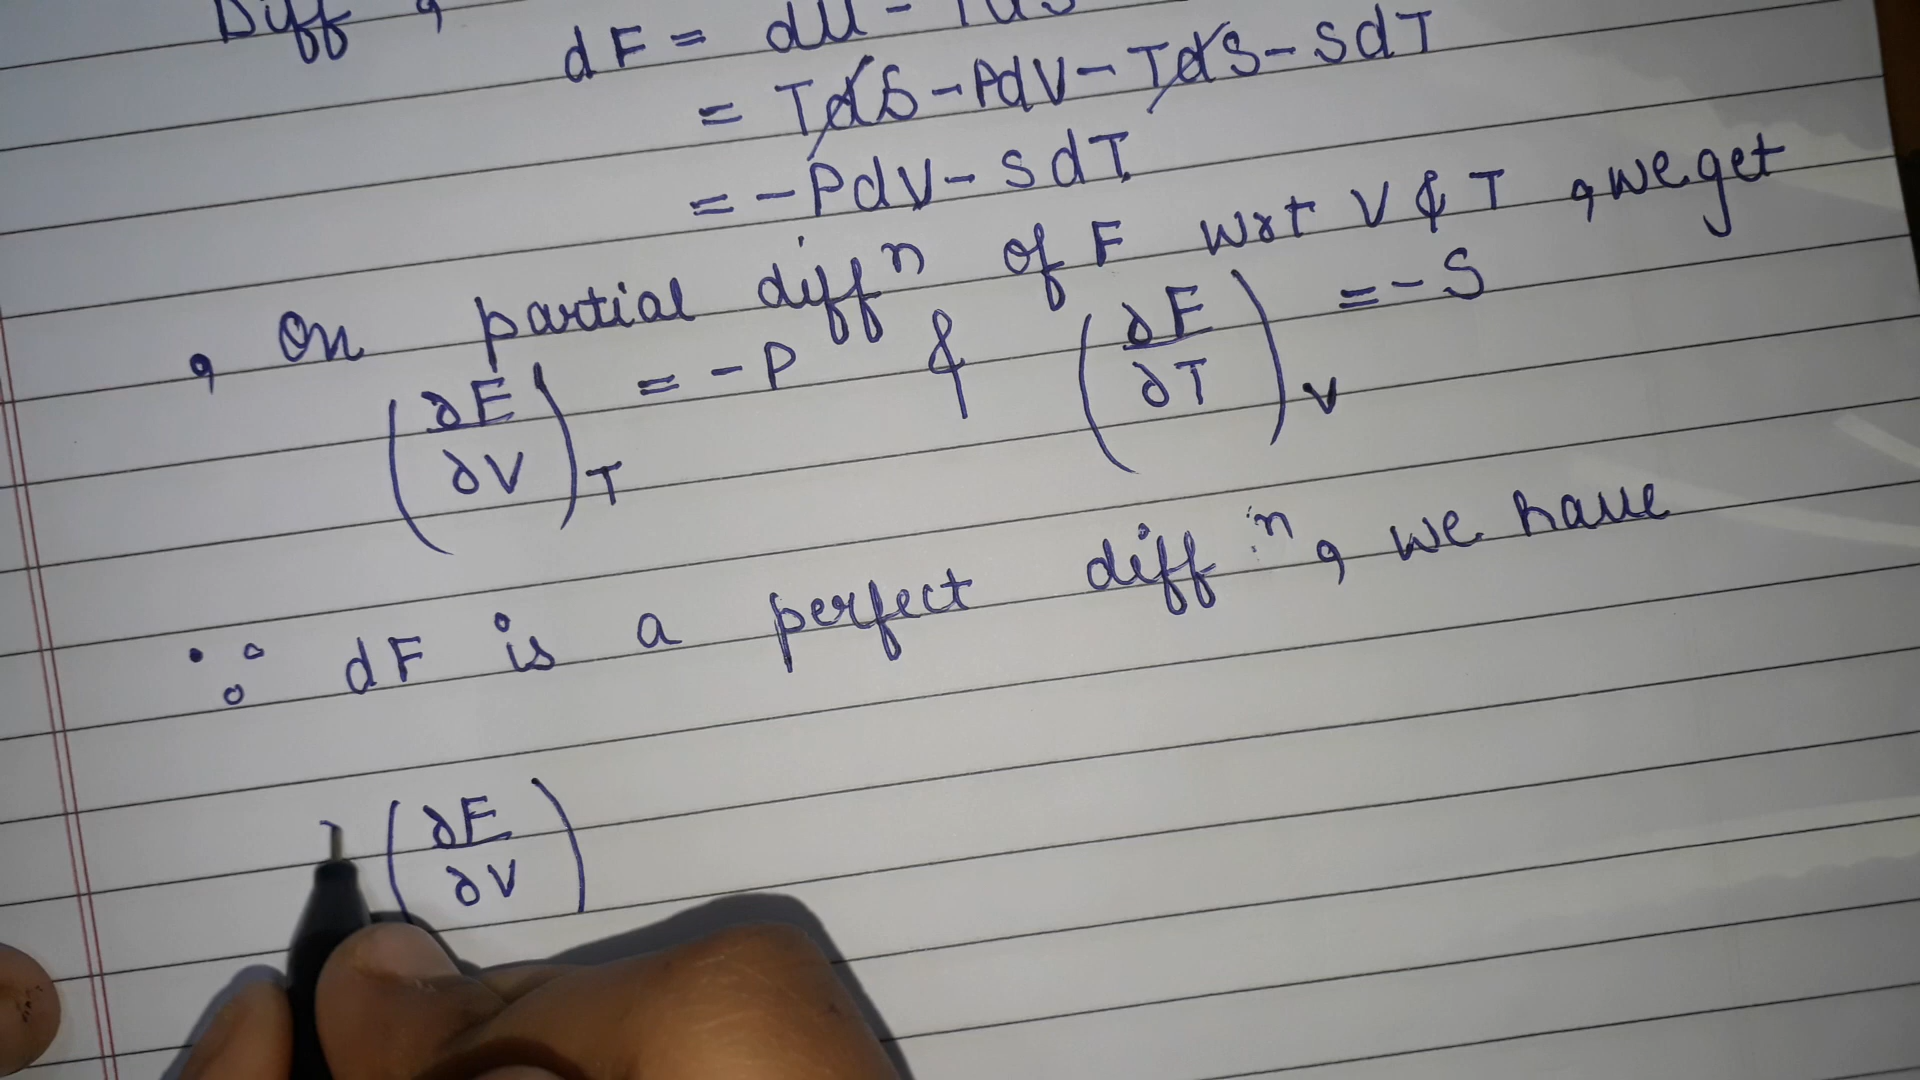 Diff ,
dF = dU - TdS
= TdS - PdV - TdS - SdT
= - PdV - SdT
, On partial diffⁿ of F wrt V & T , we get
(∂F/∂V)_T = - P & (∂F/∂T)_V = - S
∵ dF is a perfect diffⁿ , we have
(∂F/∂V)